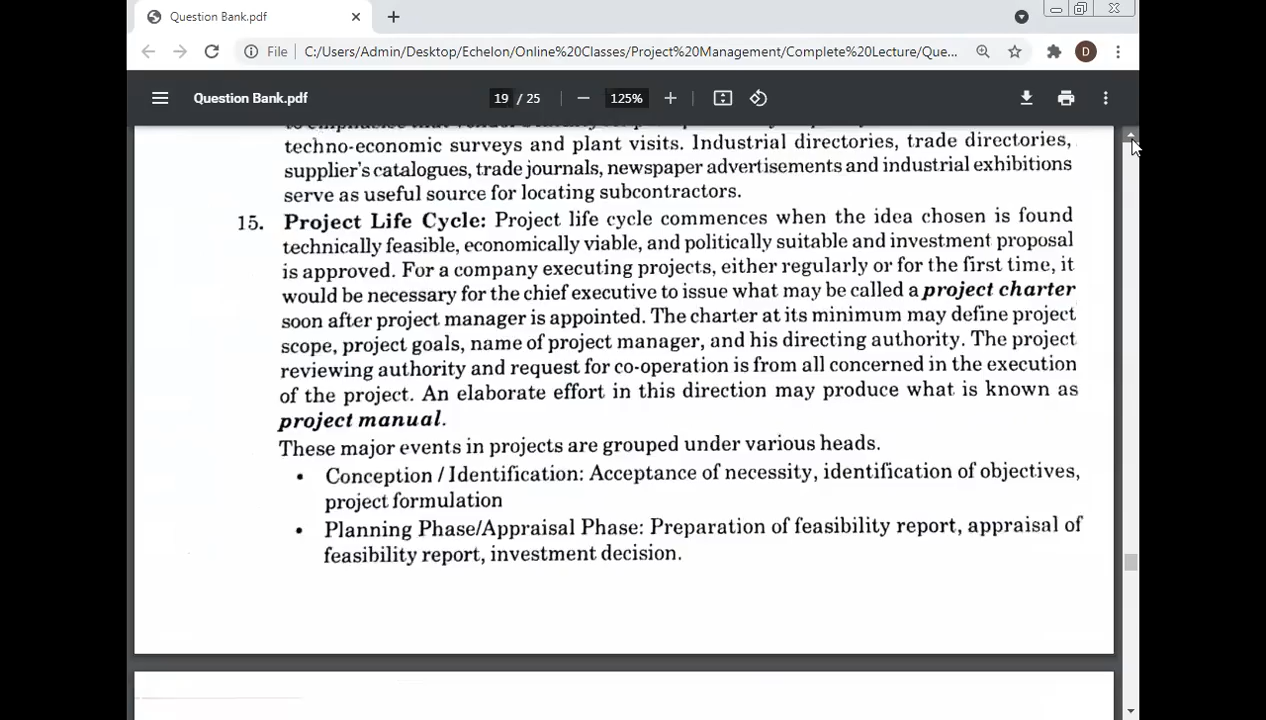 Question Bank.pdf
File
C:/Users/Admin/Desktop/Echelon/Online%20Classes/Project%20Management/Complete%20Lecture/Que...
D
Question Bank.pdf
19 / 25
125%
techno-economic surveys and plant visits. Industrial directories, trade directories,
supplier's catalogues, trade journals, newspaper advertisements and industrial exhibitions
serve as useful source for locating subcontractors.
15. Project Life Cycle: Project life cycle commences when the idea chosen is found
technically feasible, economically viable, and politically suitable and investment proposal
is approved. For a company executing projects, either regularly or for the first time, it
would be necessary for the chief executive to issue what may be called a project charter
soon after project manager is appointed. The charter at its minimum may define project
scope, project goals, name of project manager, and his directing authority. The project
reviewing authority and request for co-operation is from all concerned in the execution
of the project. An elaborate effort in this direction may produce what is known as
project manual.
These major events in projects are grouped under various heads.
• Conception / Identification: Acceptance of necessity, identification of objectives,
project formulation
• Planning Phase/Appraisal Phase: Preparation of feasibility report, appraisal of
feasibility report, investment decision.